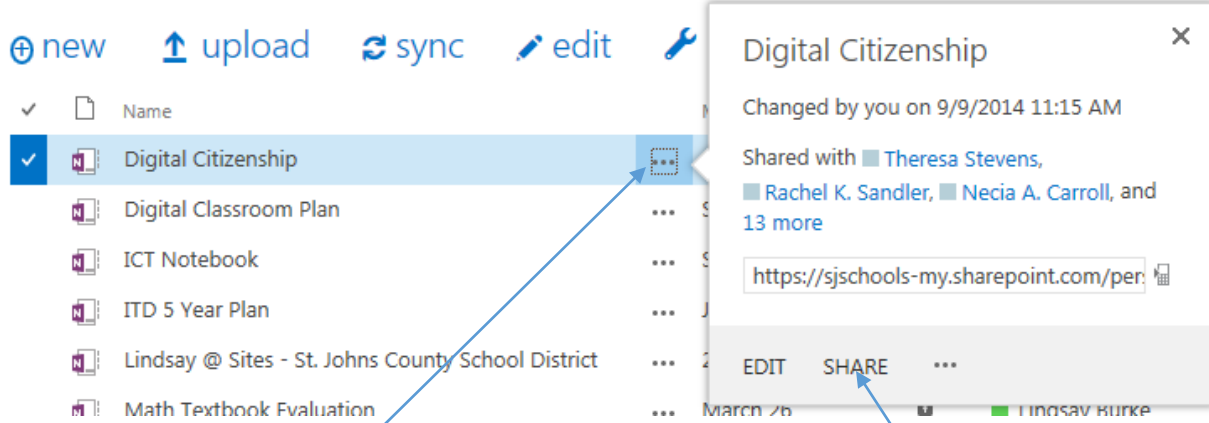 new upload sync edit
Name
Digital Citizenship
Digital Classroom Plan
ICT Notebook
ITD 5 Year Plan
Lindsay @ Sites - St. Johns County School District
Math Textbook Evaluation
March 26
Lindsay Burke
Digital Citizenship
Changed by you on 9/9/2014 11:15 AM
Shared with Theresa Stevens,
Rachel K. Sandler, Necia A. Carroll, and
13 more
https://sjschools-my.sharepoint.com/per
EDIT SHARE ...